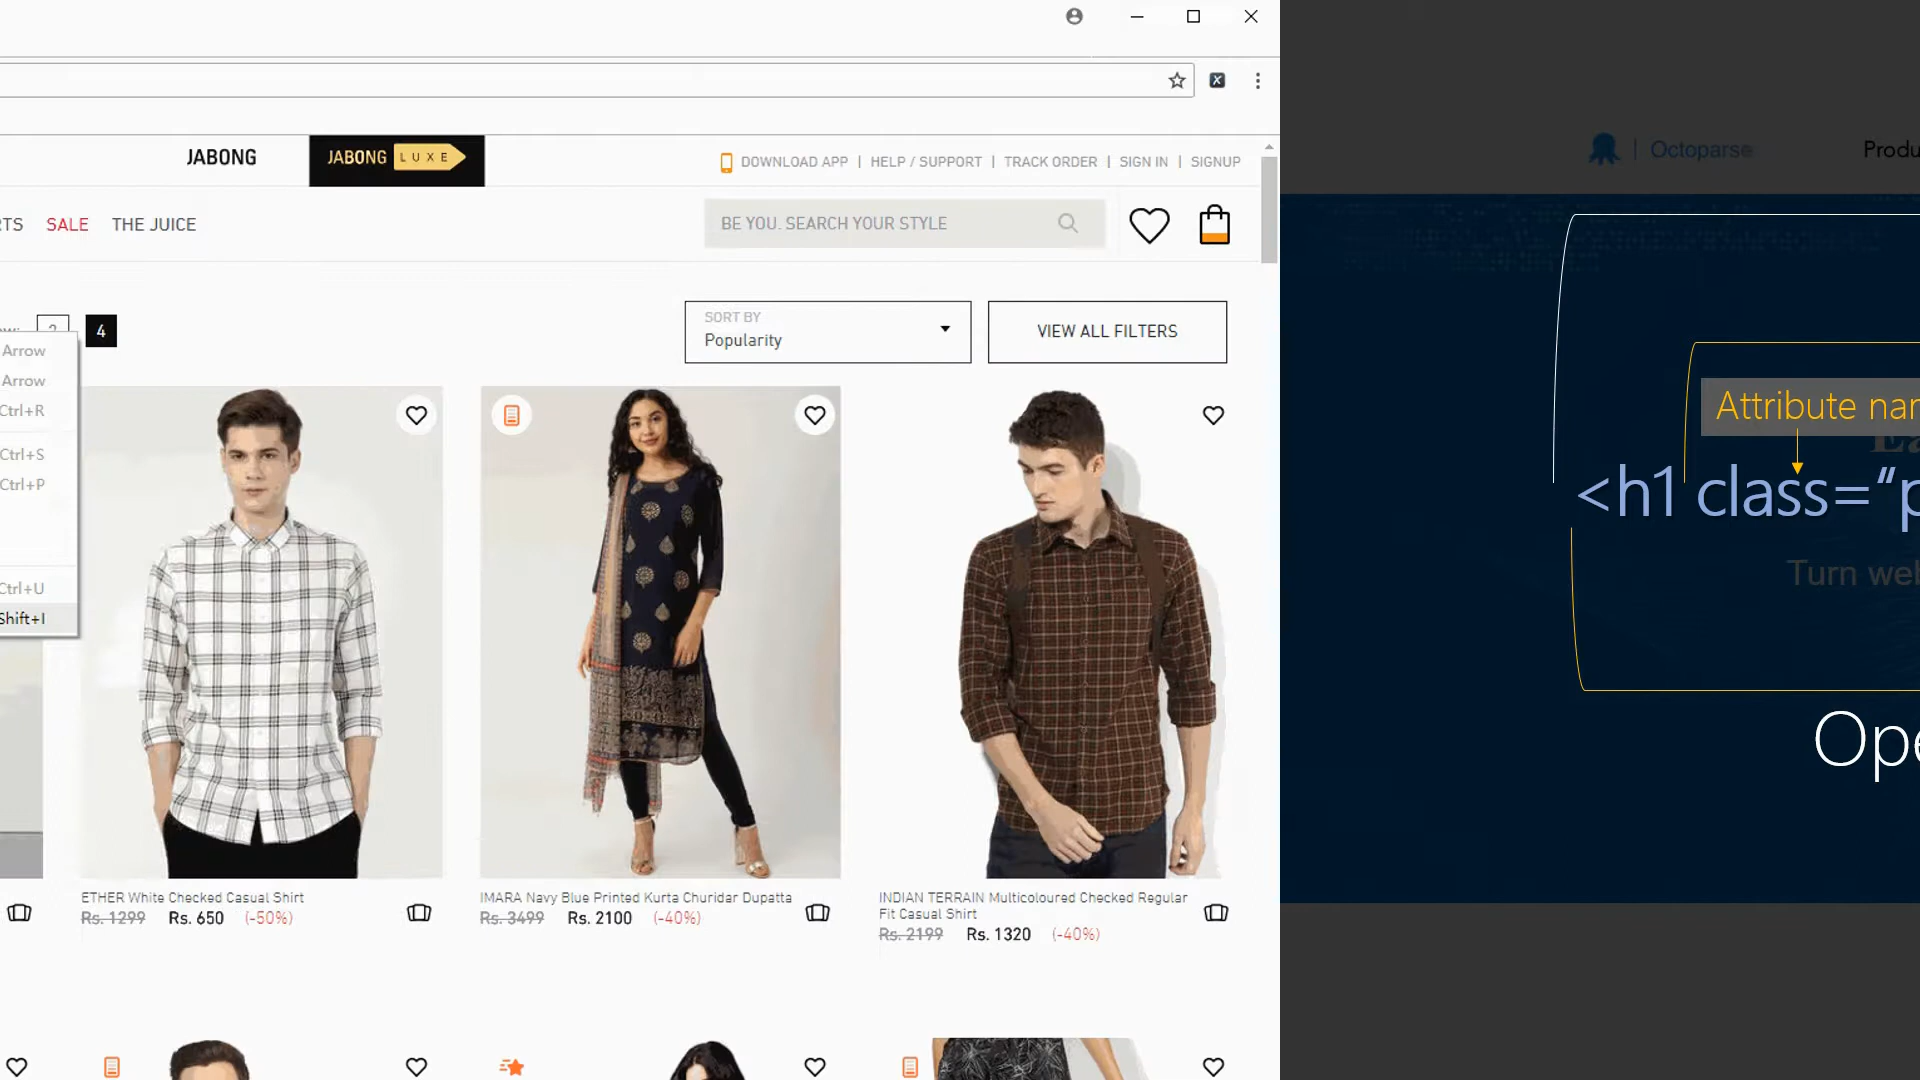 JABONG
JABONG LUXE
DOWNLOAD APP | HELP / SUPPORT | TRACK ORDER | SIGN IN | SIGNUP
SALE THE JUICE
BE YOU. SEARCH YOUR STYLE
4
SORT BY
Popularity
VIEW ALL FILTERS
Arrow
Arrow
Ctrl+R
Ctrl+S
Ctrl+P
Ctrl+U
Shift+I
ETHER White Checked Casual Shirt
Rs. 1299 Rs. 650 (-50%)
IMARA Navy Blue Printed Kurta Churidar Dupatta
Rs. 3499 Rs. 2100 (-40%)
INDIAN TERRAIN Multicoloured Checked Regular
Fit Casual Shirt
Rs. 2199 Rs. 1320 (-40%)
Octoparse
Produ
Attribute nam
<h1 class=“p
Turn web
Ope